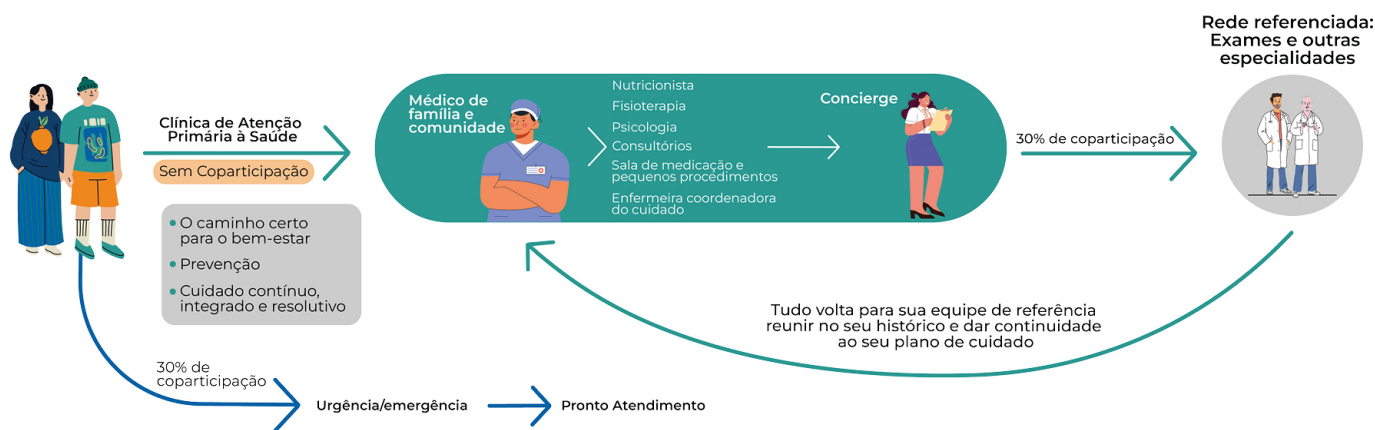 Clínica de Atenção
Primária à Saúde
Sem Coparticipação
O caminho certo
para o bem-estar
Prevenção
Cuidado contínuo,
integrado e resolutivo
Médico de
família e
comunidade
Nutricionista
Fisioterapia
Psicologia
Consultórios
Sala de medicação e
pequenos procedimentos
Enfermeira coordenadora
do cuidado
Concierge
30% de coparticipação
Rede referenciada:
Exames e outras
especialidades
Tudo volta para sua equipe de referência
reunir no seu histórico e dar continuidade
ao seu plano de cuidado
30% de
coparticipação
Urgência/emergência
Pronto Atendimento